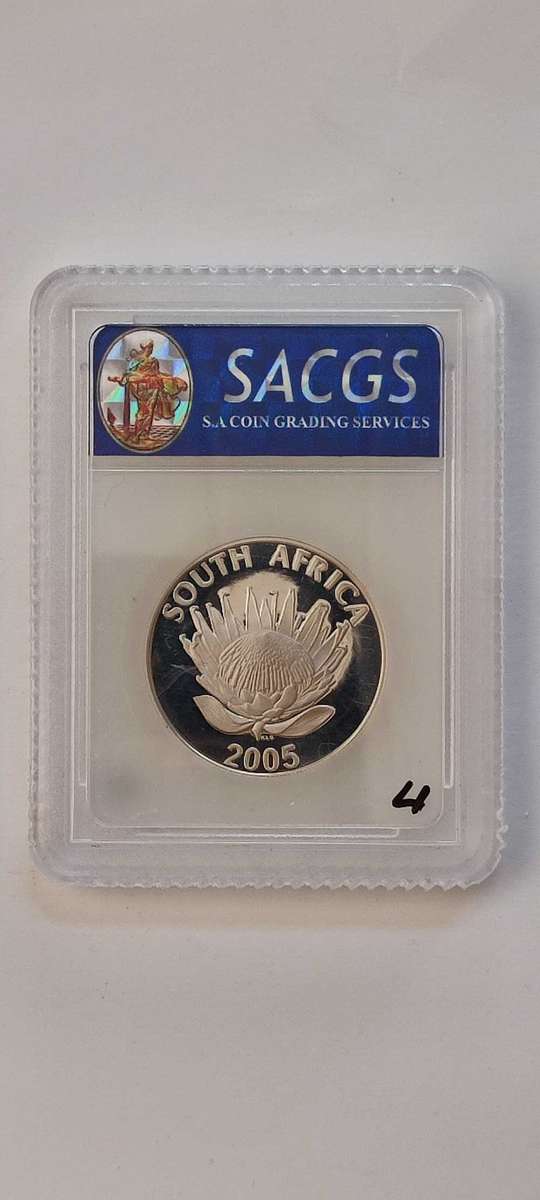 SACGS
S.A COIN GRADING SERVICES
SOUTH AFRICA
2005
4